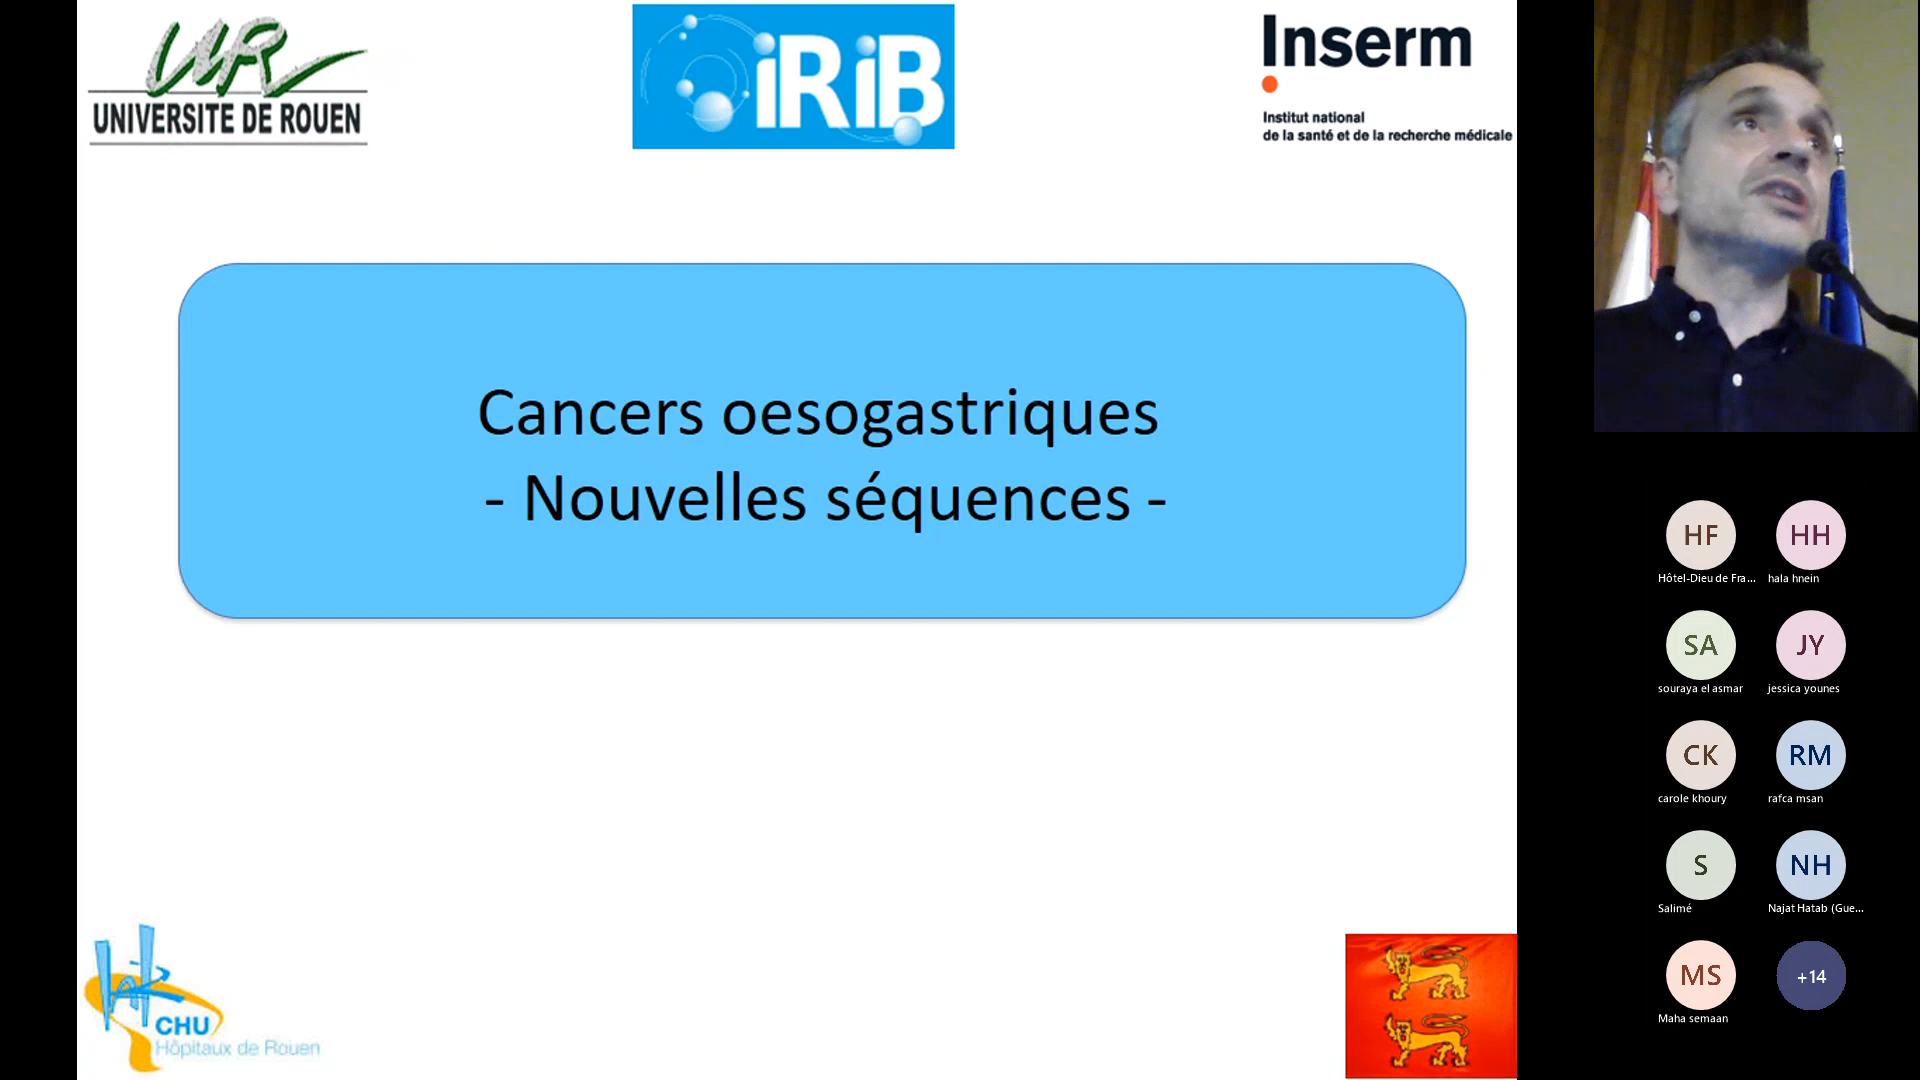 UR
UNIVERSITE DE ROUEN
iRiB
Inserm
Institut national
de la santé et de la recherche médicale
Cancers oesogastriques
- Nouvelles séquences -
CHU
Hôpitaux de Rouen
HF
Hôtel-Dieu de Fra...
HH
hala hnein
SA
souraya el asmar
JY
jessica younes
CK
carole khoury
RM
rafca msan
S
Salimé
NH
Najat Hatab (Gue...
MS
Maha semaan
+14